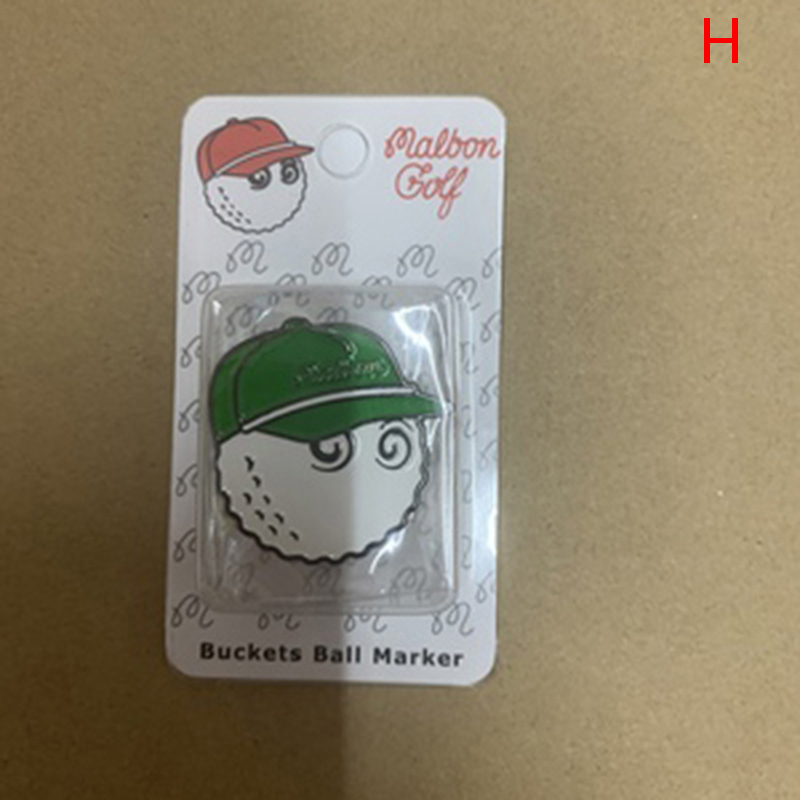 H
Malbon
Golf
Buckets Ball Marker